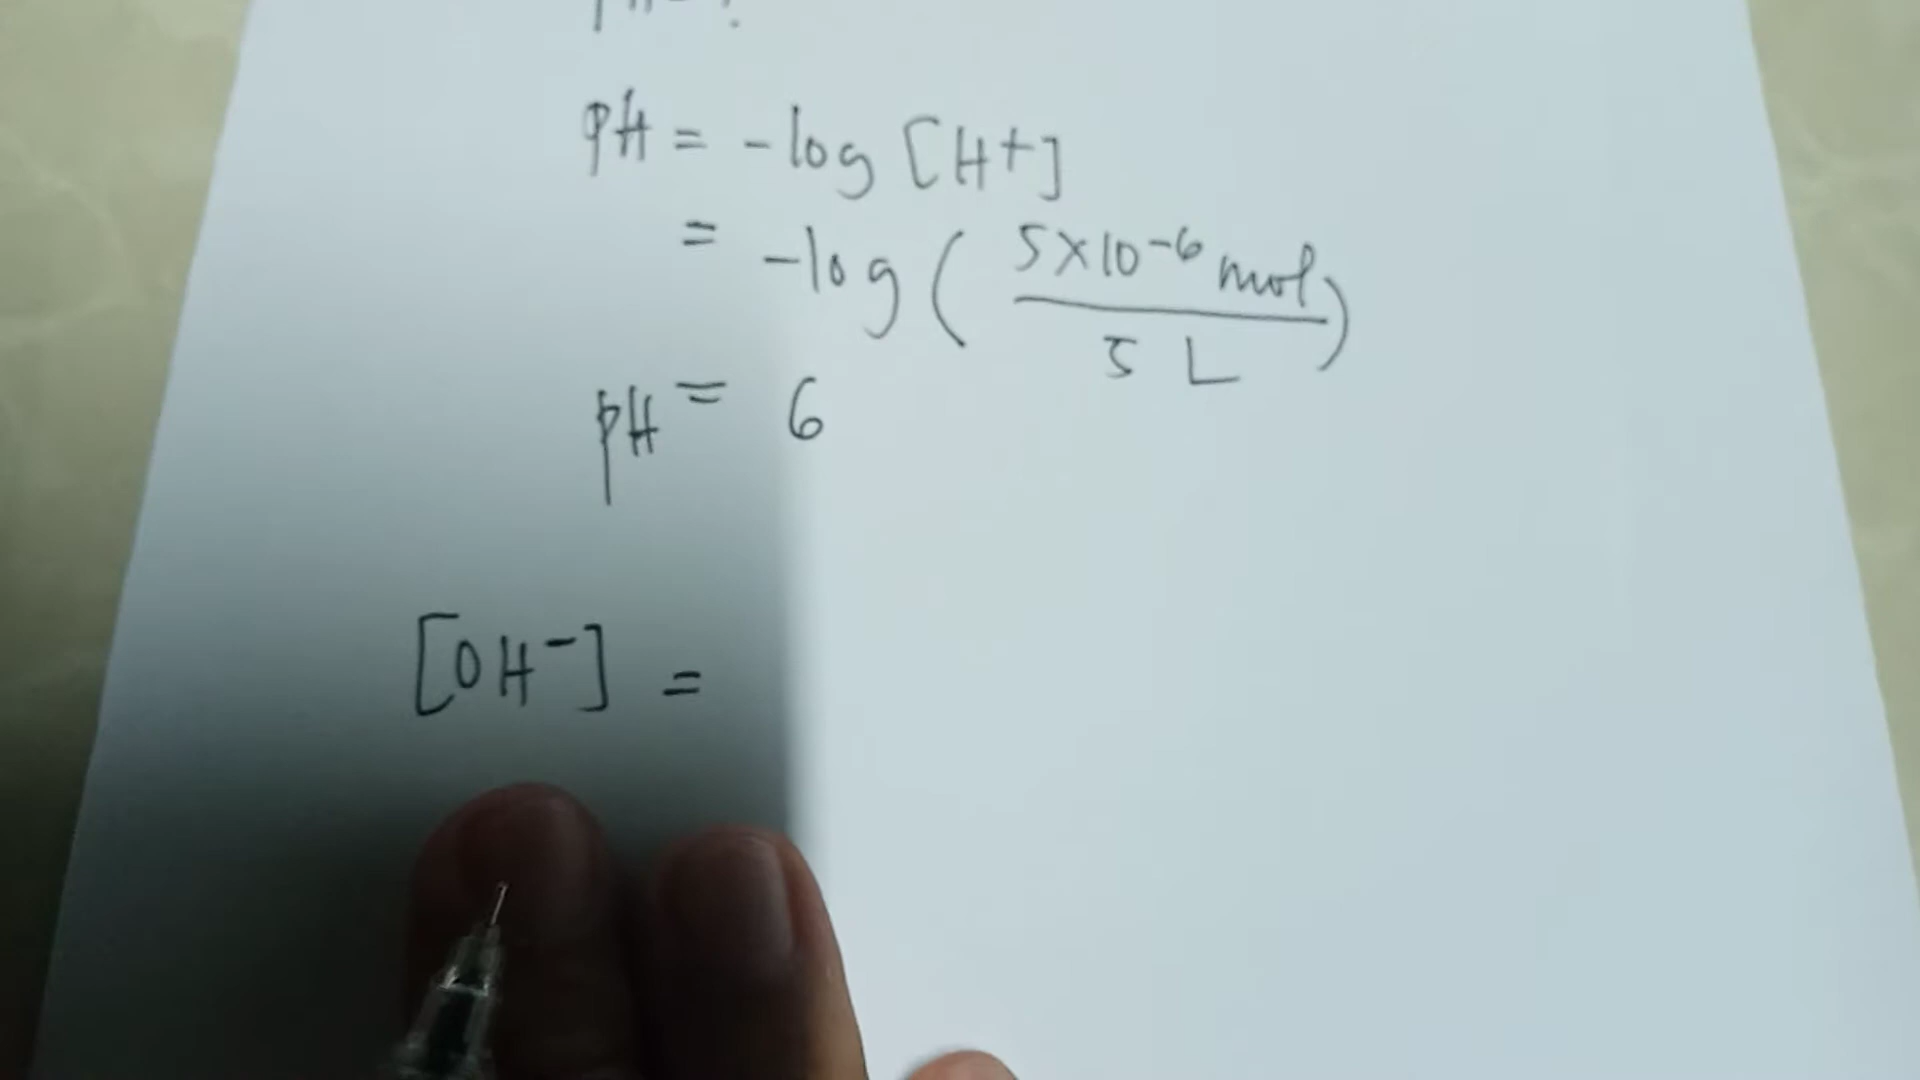 pH = -log [H+]
= -log ( 5×10⁻⁶ mol / 5 L )
pH = 6
[OH⁻] =